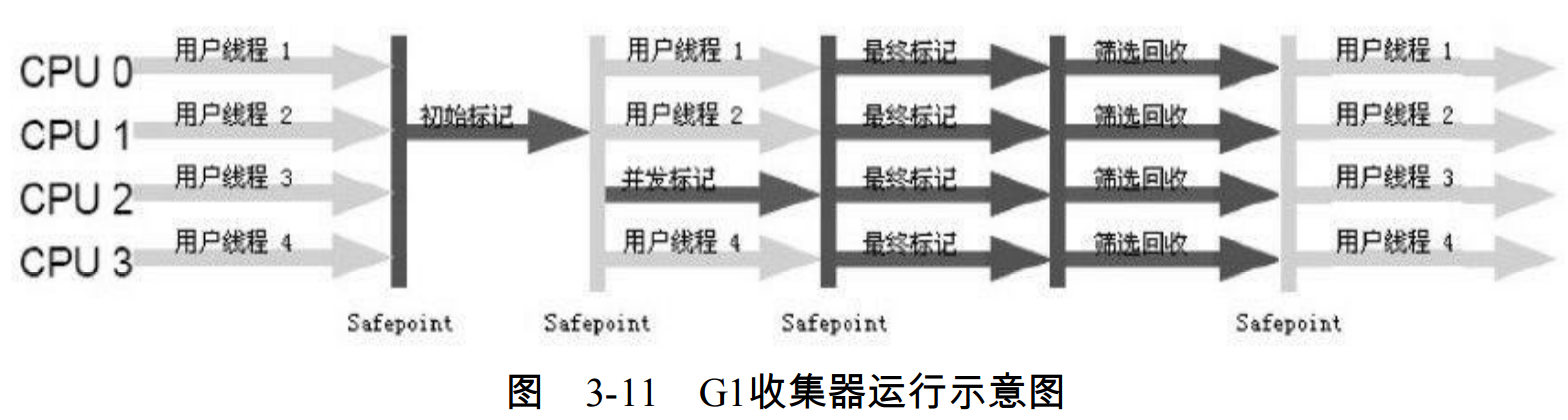 CPU 0 用户线程 1 用户线程 1 最终标记 筛选回收 用户线程 1
CPU 1 用户线程 2 初始标记 用户线程 2 最终标记 筛选回收 用户线程 2
CPU 2 用户线程 3 并发标记 最终标记 筛选回收 用户线程 3
CPU 3 用户线程 4 用户线程 4 最终标记 筛选回收 用户线程 4
Safepoint Safepoint Safepoint Safepoint
图 3-11 G1收集器运行示意图